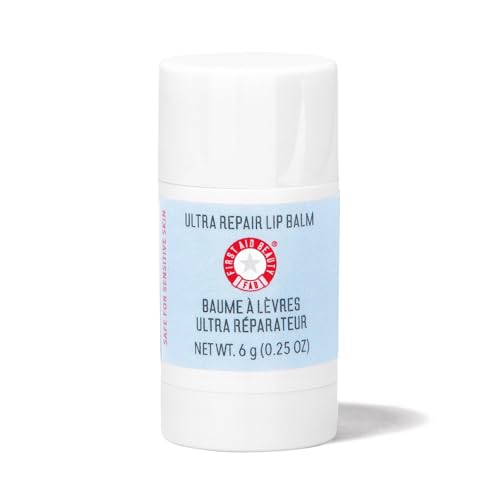 ULTRA REPAIR LIP BALM
FIRST AID BEAUTY
FAB
®
BAUME À LÈVRES
ULTRA RÉPARATEUR
NET WT. 6 g (0.25 OZ)
SAFE FOR SENSITIVE SKIN